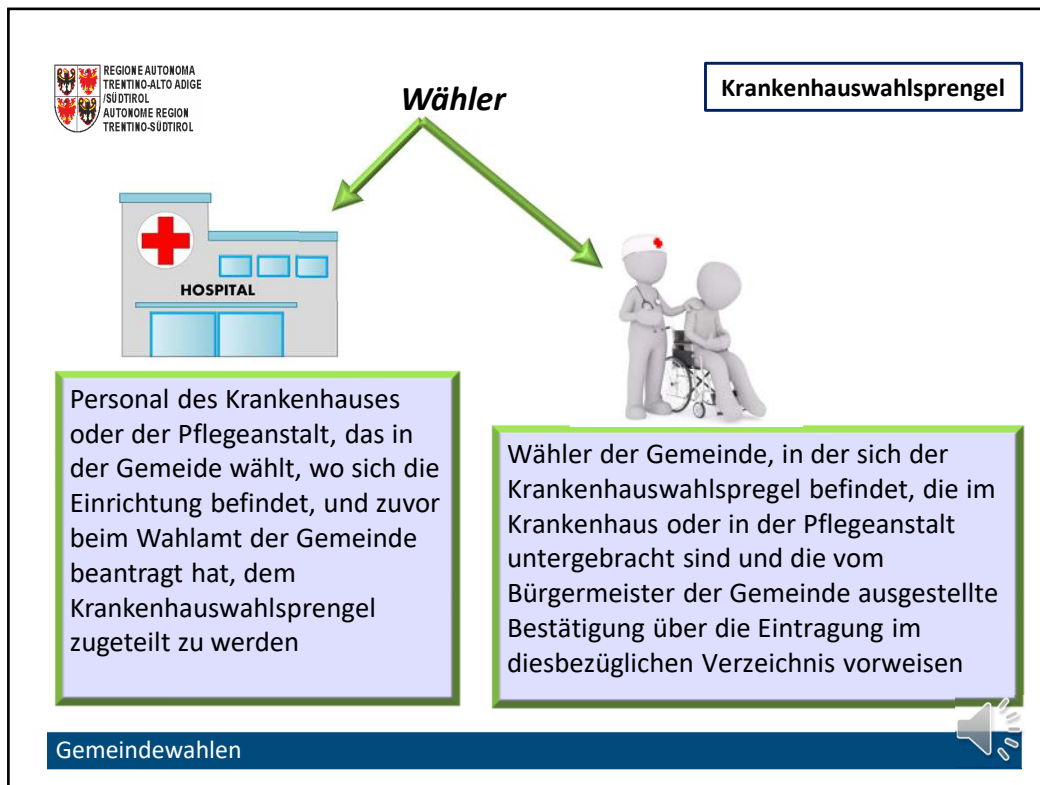 REGIONE AUTONOMA
TRENTINO-ALTO ADIGE
/SÜDTIROL
AUTONOME REGION
TRENTINO-SÜDTIROL
Wähler
Krankenhauswahlsprengel
HOSPITAL
Personal des Krankenhauses
oder der Pflegeanstalt, das in
der Gemeide wählt, wo sich die
Einrichtung befindet, und zuvor
beim Wahlamt der Gemeinde
beantragt hat, dem
Krankenhauswahlsprengel
zugeteilt zu werden
Wähler der Gemeinde, in der sich der
Krankenhauswahlspregel befindet, die im
Krankenhaus oder in der Pflegeanstalt
untergebracht sind und die vom
Bürgermeister der Gemeinde ausgestellte
Bestätigung über die Eintragung im
diesbezüglichen Verzeichnis vorweisen
Gemeindewahlen